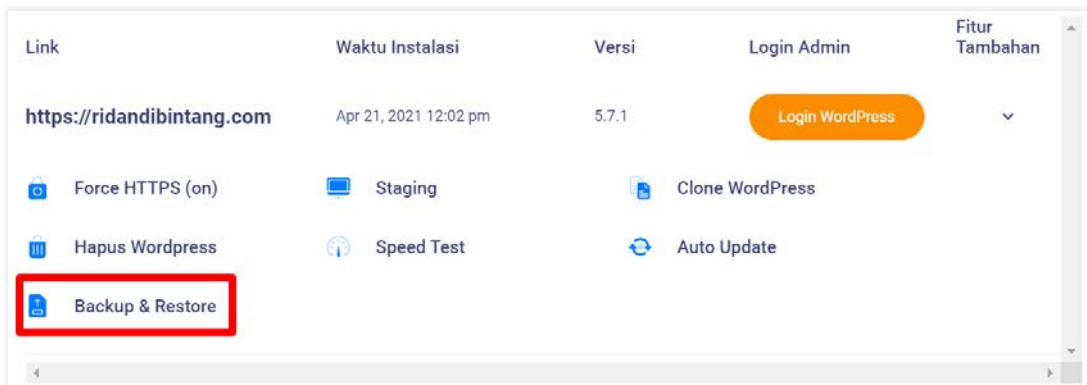 Link Waktu Instalasi Versi Login Admin Fitur
Tambahan
https://ridandibintang.com Apr 21, 2021 12:02 pm 5.7.1 Login WordPress
Force HTTPS (on) Staging Clone WordPress
Hapus Wordpress Speed Test Auto Update
Backup & Restore